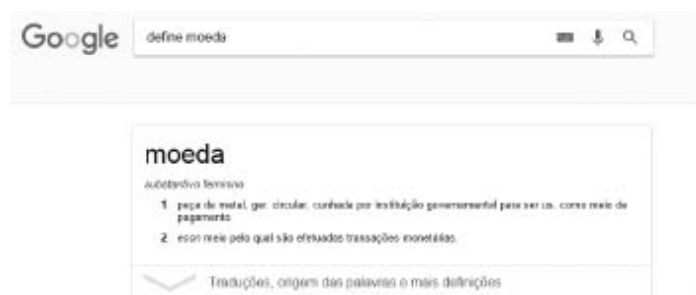 Google define moeda
moeda
substantivo feminino
1 peça de metal, ger. circular, cunhada por instituição governamental para ser us. como meio de
pagamento.
2 econ meio pelo qual são efetuadas transações monetárias.
Traduções, origem das palavras e mais definições